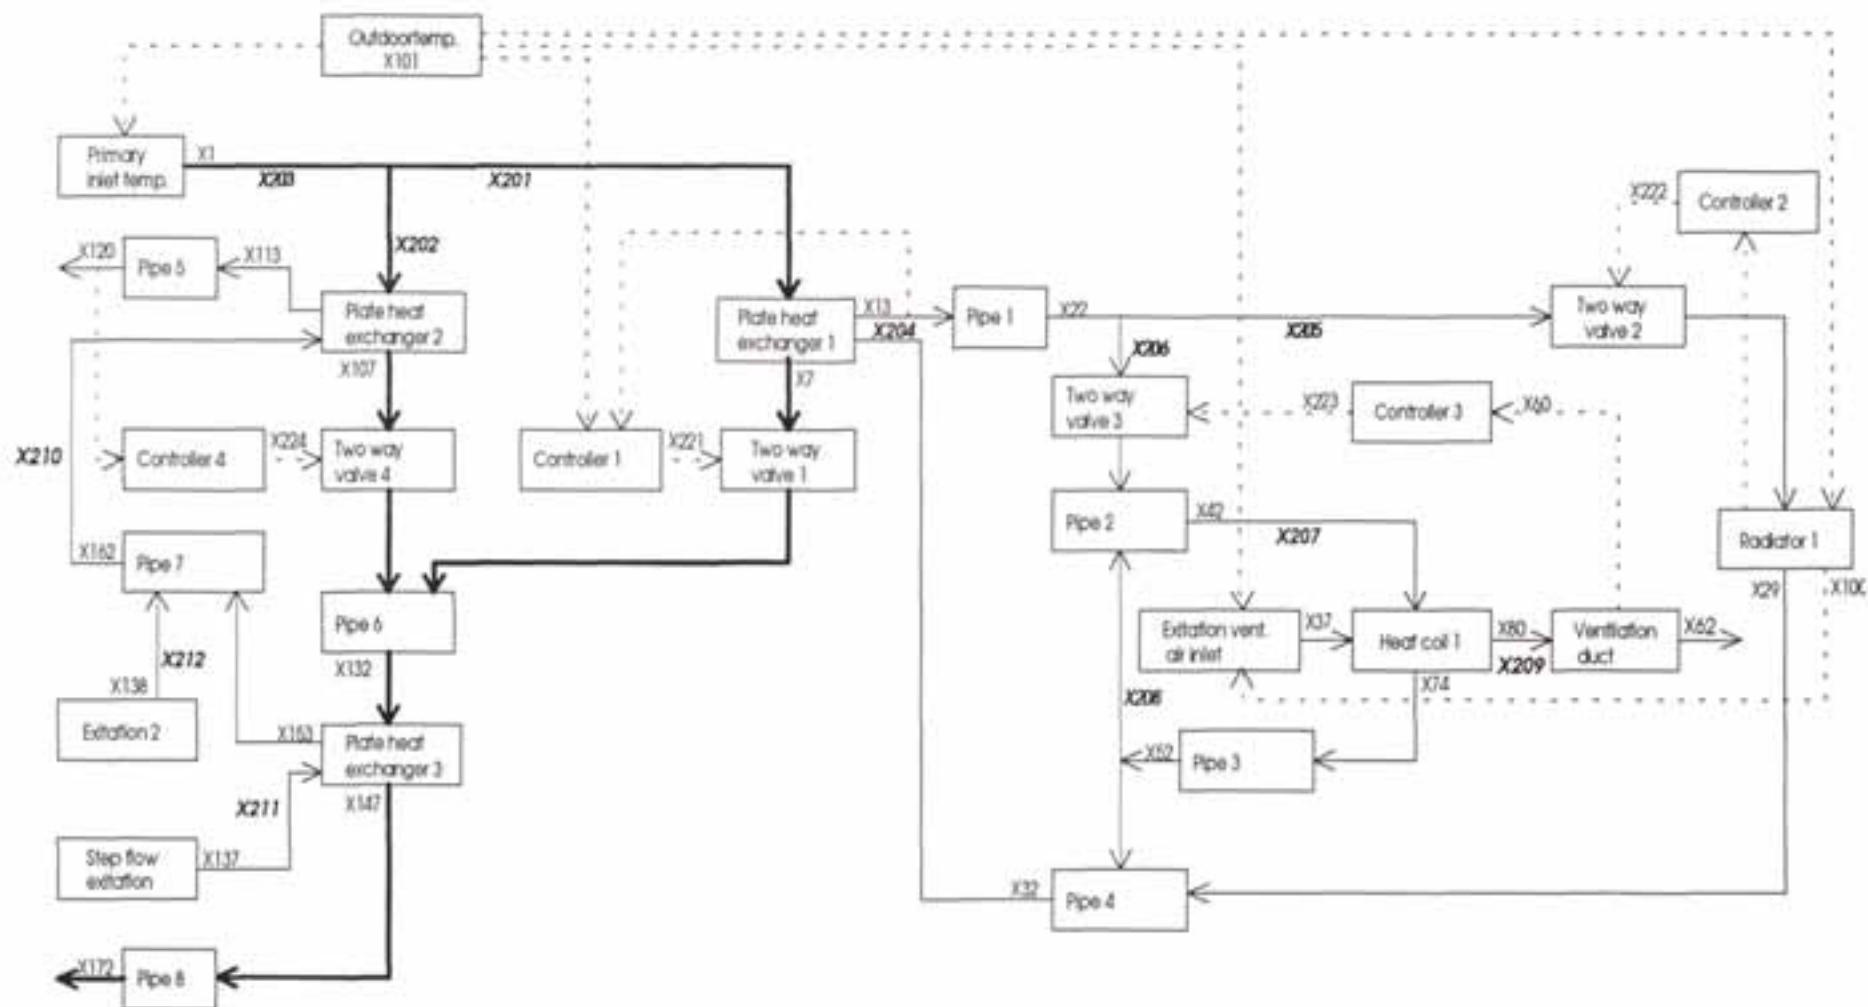 Outdoortemp.
X101
Primary
inlet temp.
X1
X203
X201
X202
X222
Controller 2
X120
Pipe 5
X113
Plate heat
exchanger 2
X107
Plate heat
exchanger 1
X13
X204
X7
Pipe 1
X22
X205
X206
Two way
valve 2
Two way
valve 3
X223
Controller 3
X60
X210
Controller 4
X224
Two way
valve 4
Controller 1
X221
Two way
valve 1
Pipe 2
X42
X207
Radiator 1
X29
X100
X162
Pipe 7
Pipe 6
X132
Extation vent.
air inlet
X37
Heat coil 1
X80
X209
X74
Ventilation
duct
X62
X212
X138
Extation 2
X163
Plate heat
exchanger 3
X147
X208
X52
Pipe 3
X211
Step flow
extation
X137
X32
Pipe 4
X172
Pipe 8